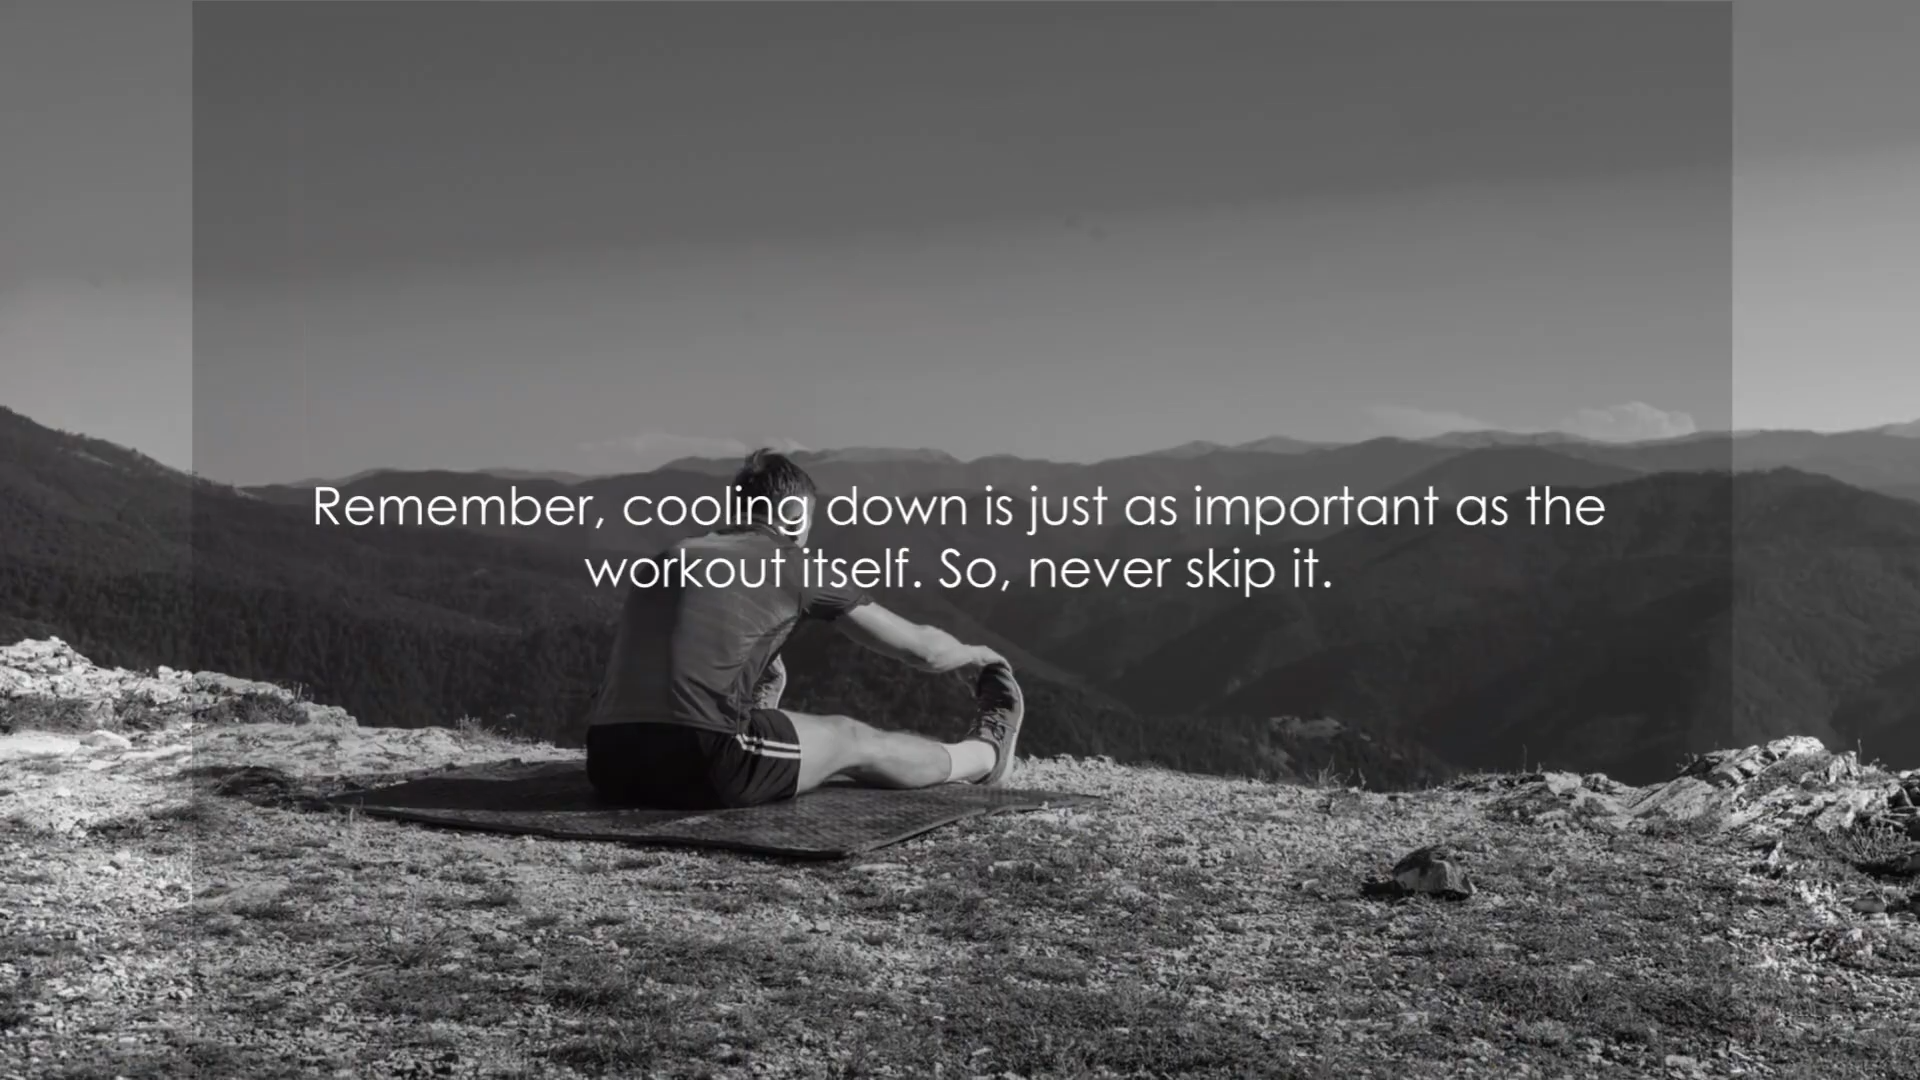 Remember, cooling down is just as important as the
workout itself. So, never skip it.